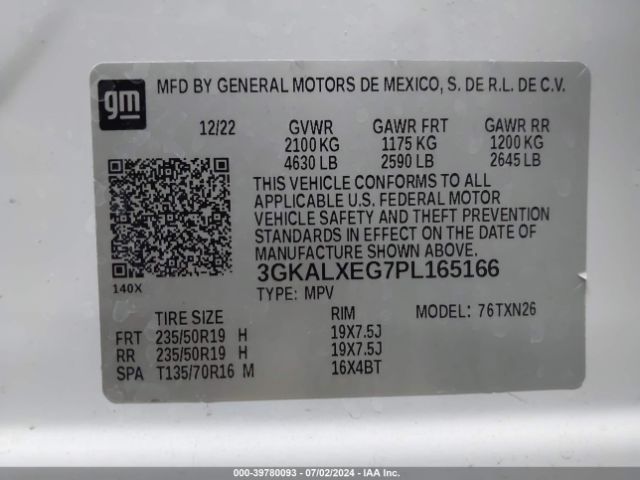 gm
MFD BY GENERAL MOTORS DE MEXICO, S. DE R.L. DE C.V.
12/22 GVWR GAWR FRT GAWR RR
2100 KG 1175 KG 1200 KG
4630 LB 2590 LB 2645 LB
THIS VEHICLE CONFORMS TO ALL
APPLICABLE U.S. FEDERAL MOTOR
VEHICLE SAFETY AND THEFT PREVENTION
STANDARDS IN EFFECT ON THE DATE
OF MANUFACTURE SHOWN ABOVE.
3GKALXEG7PL165166
140X
TYPE: MPV
TIRE SIZE RIM MODEL: 76TXN26
FRT 235/50R19 H 19X7.5J
RR 235/50R19 H 19X7.5J
SPA T135/70R16 M 16X4BT
000-39780093 - 07/02/2024 - IAAI.COM